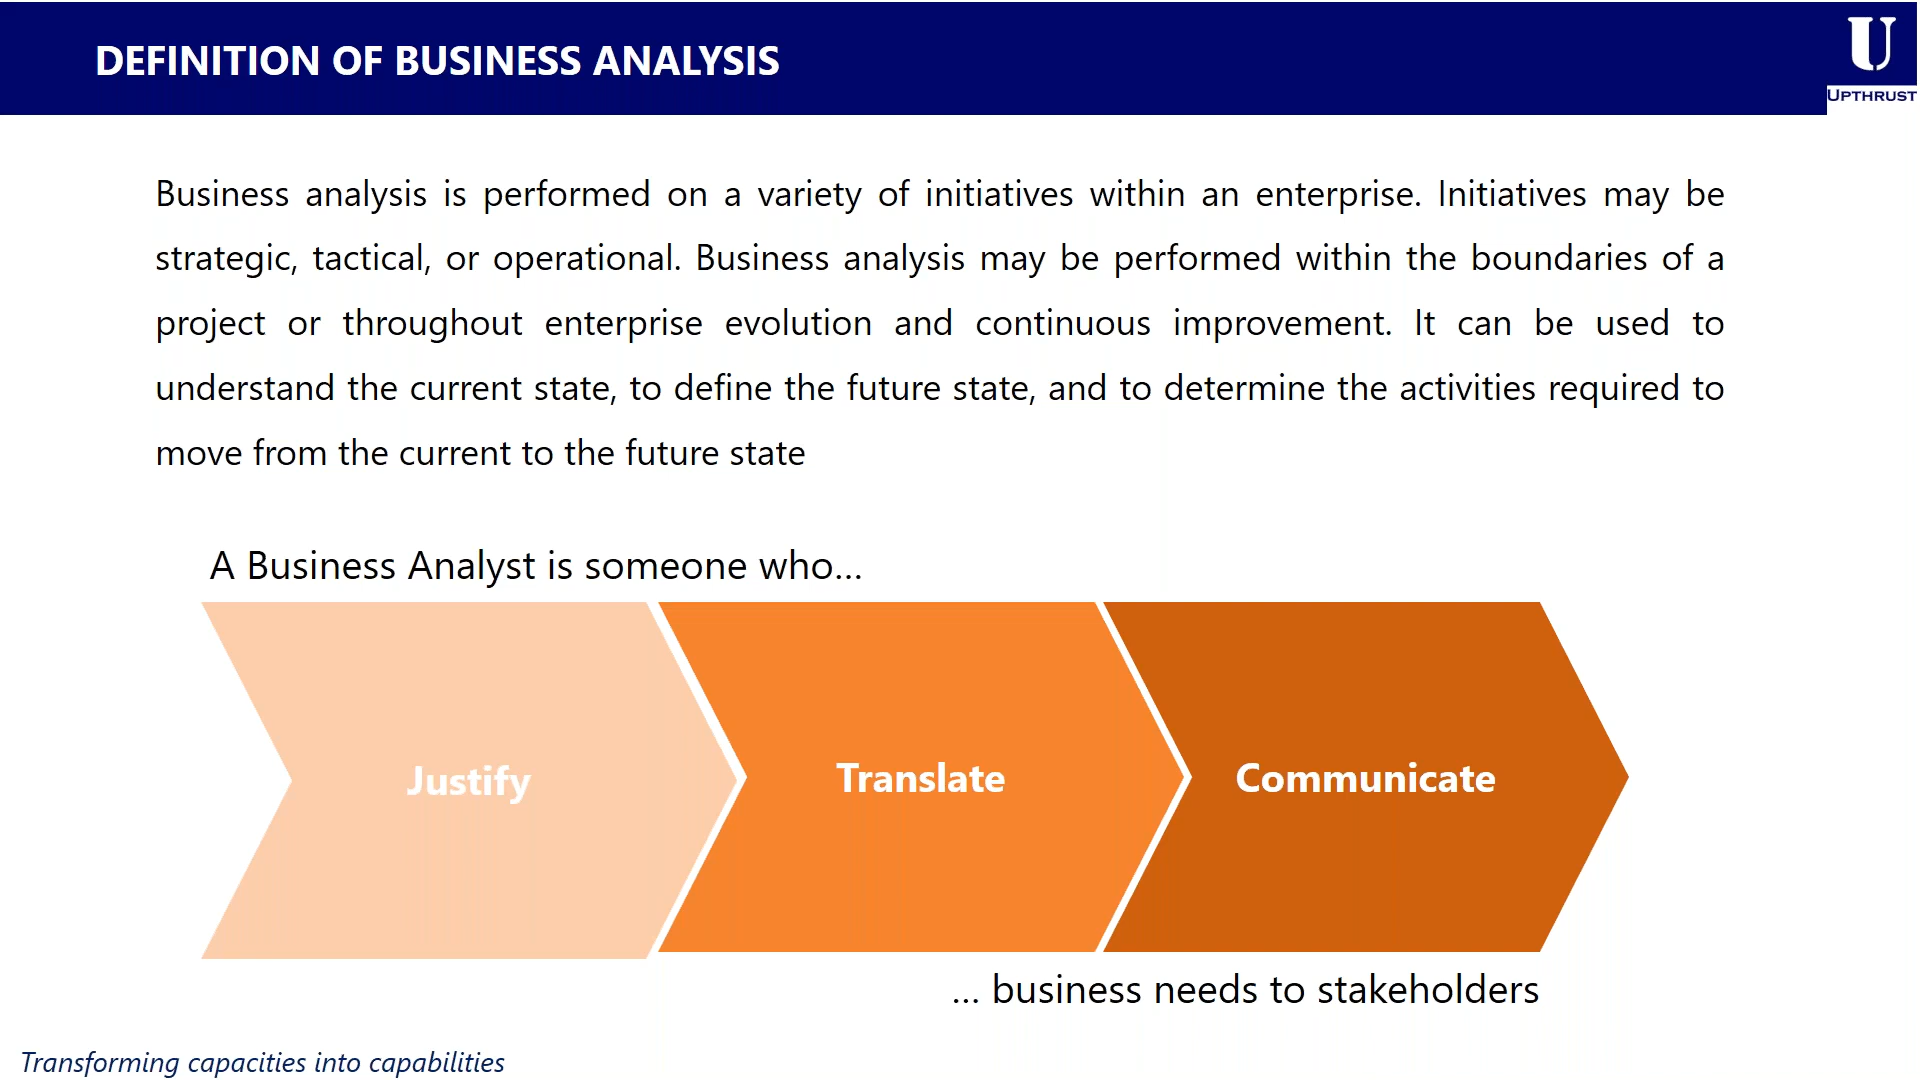 DEFINITION OF BUSINESS ANALYSIS
U
UPTHRUST
Business analysis is performed on a variety of initiatives within an enterprise. Initiatives may be
strategic, tactical, or operational. Business analysis may be performed within the boundaries of a
project or throughout enterprise evolution and continuous improvement. It can be used to
understand the current state, to define the future state, and to determine the activities required to
move from the current to the future state
A Business Analyst is someone who...
Justify
Translate
Communicate
... business needs to stakeholders
Transforming capacities into capabilities